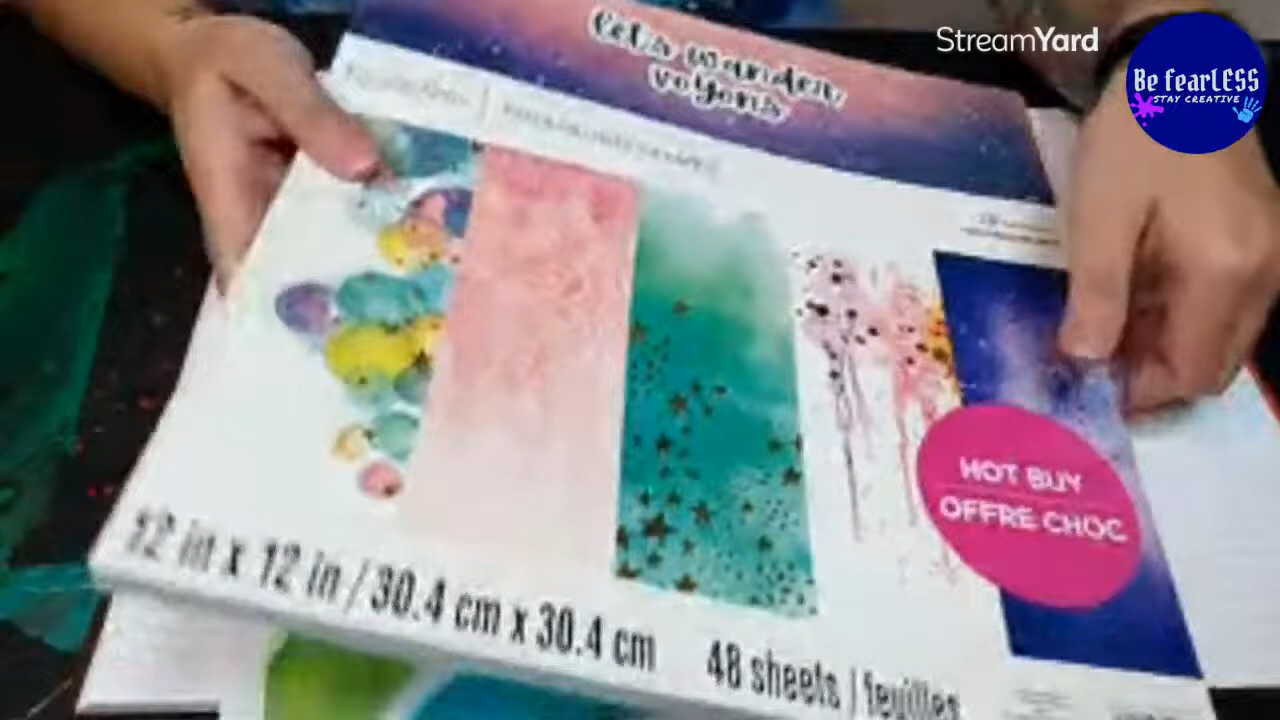 StreamYard
Be fearLESS
STAY CREATIVE
let's wander
voyons
HOT BUY
OFFRE CHOC
12 in x 12 in / 30.4 cm x 30.4 cm 48 sheets | feuilles